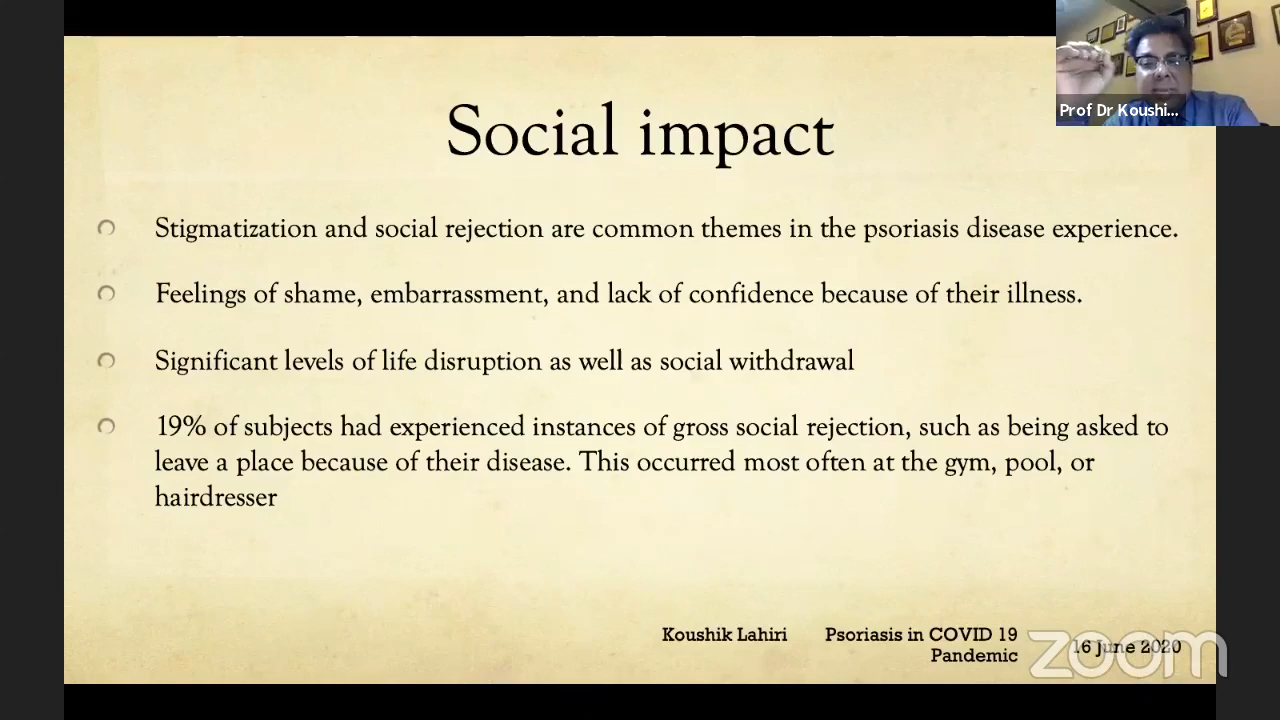 Prof Dr Koushi...
Social impact
Stigmatization and social rejection are common themes in the psoriasis disease experience.
Feelings of shame, embarrassment, and lack of confidence because of their illness.
Significant levels of life disruption as well as social withdrawal
19% of subjects had experienced instances of gross social rejection, such as being asked to
leave a place because of their disease. This occurred most often at the gym, pool, or
hairdresser
Koushik Lahiri
Psoriasis in COVID 19
Pandemic
16 June 2020
zoom